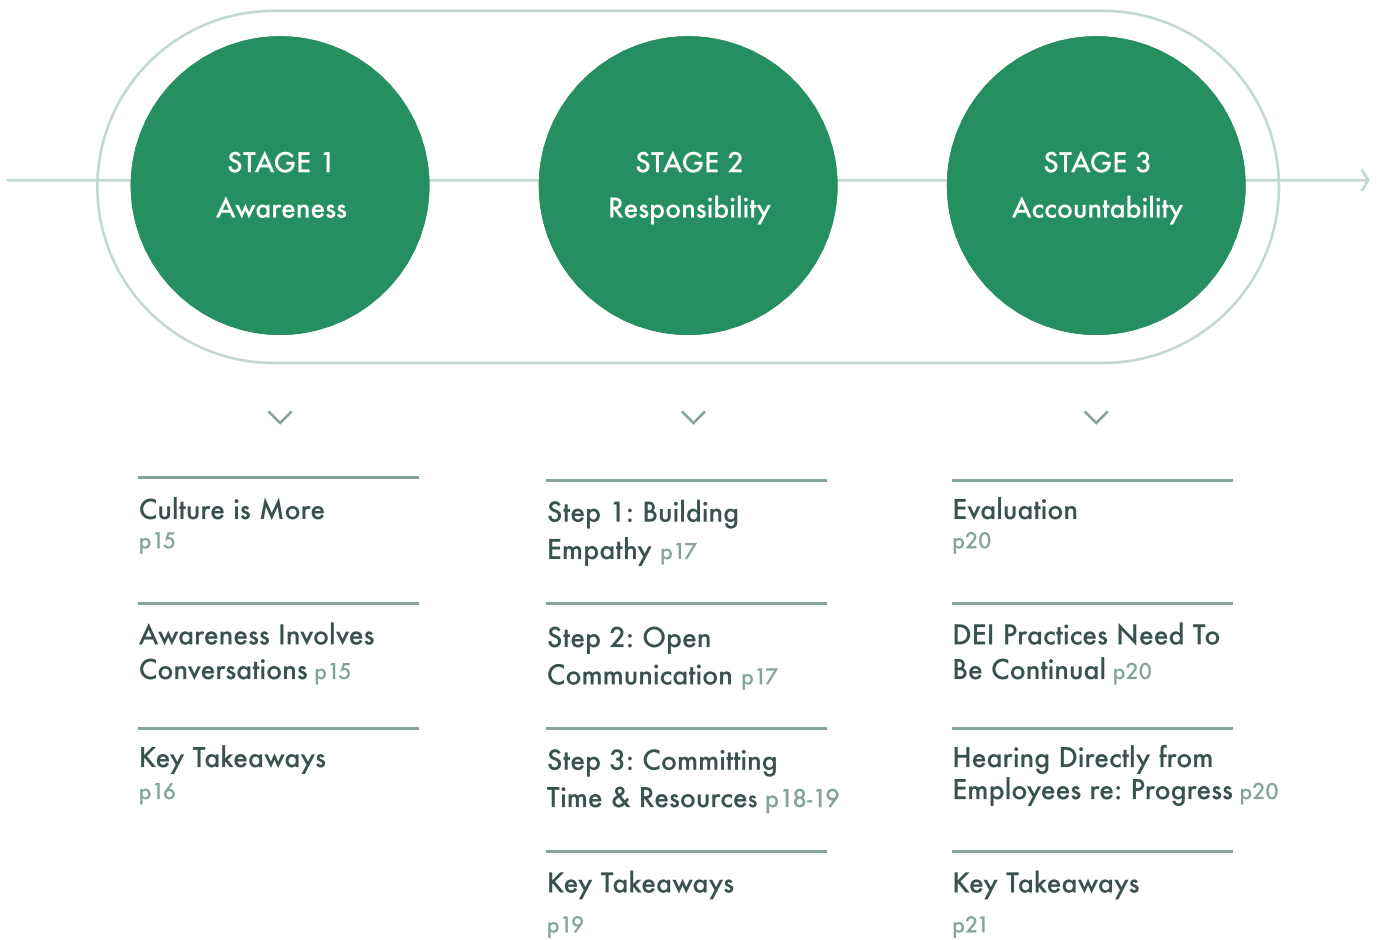 STAGE 1
Awareness
STAGE 2
Responsibility
STAGE 3
Accountability
Culture is More
p15
Awareness Involves
Conversations p15
Key Takeaways
p16
Step 1: Building
Empathy p17
Step 2: Open
Communication p17
Step 3: Committing
Time & Resources p18-19
Key Takeaways
p19
Evaluation
p20
DEI Practices Need To
Be Continual p20
Hearing Directly from
Employees re: Progress p20
Key Takeaways
p21